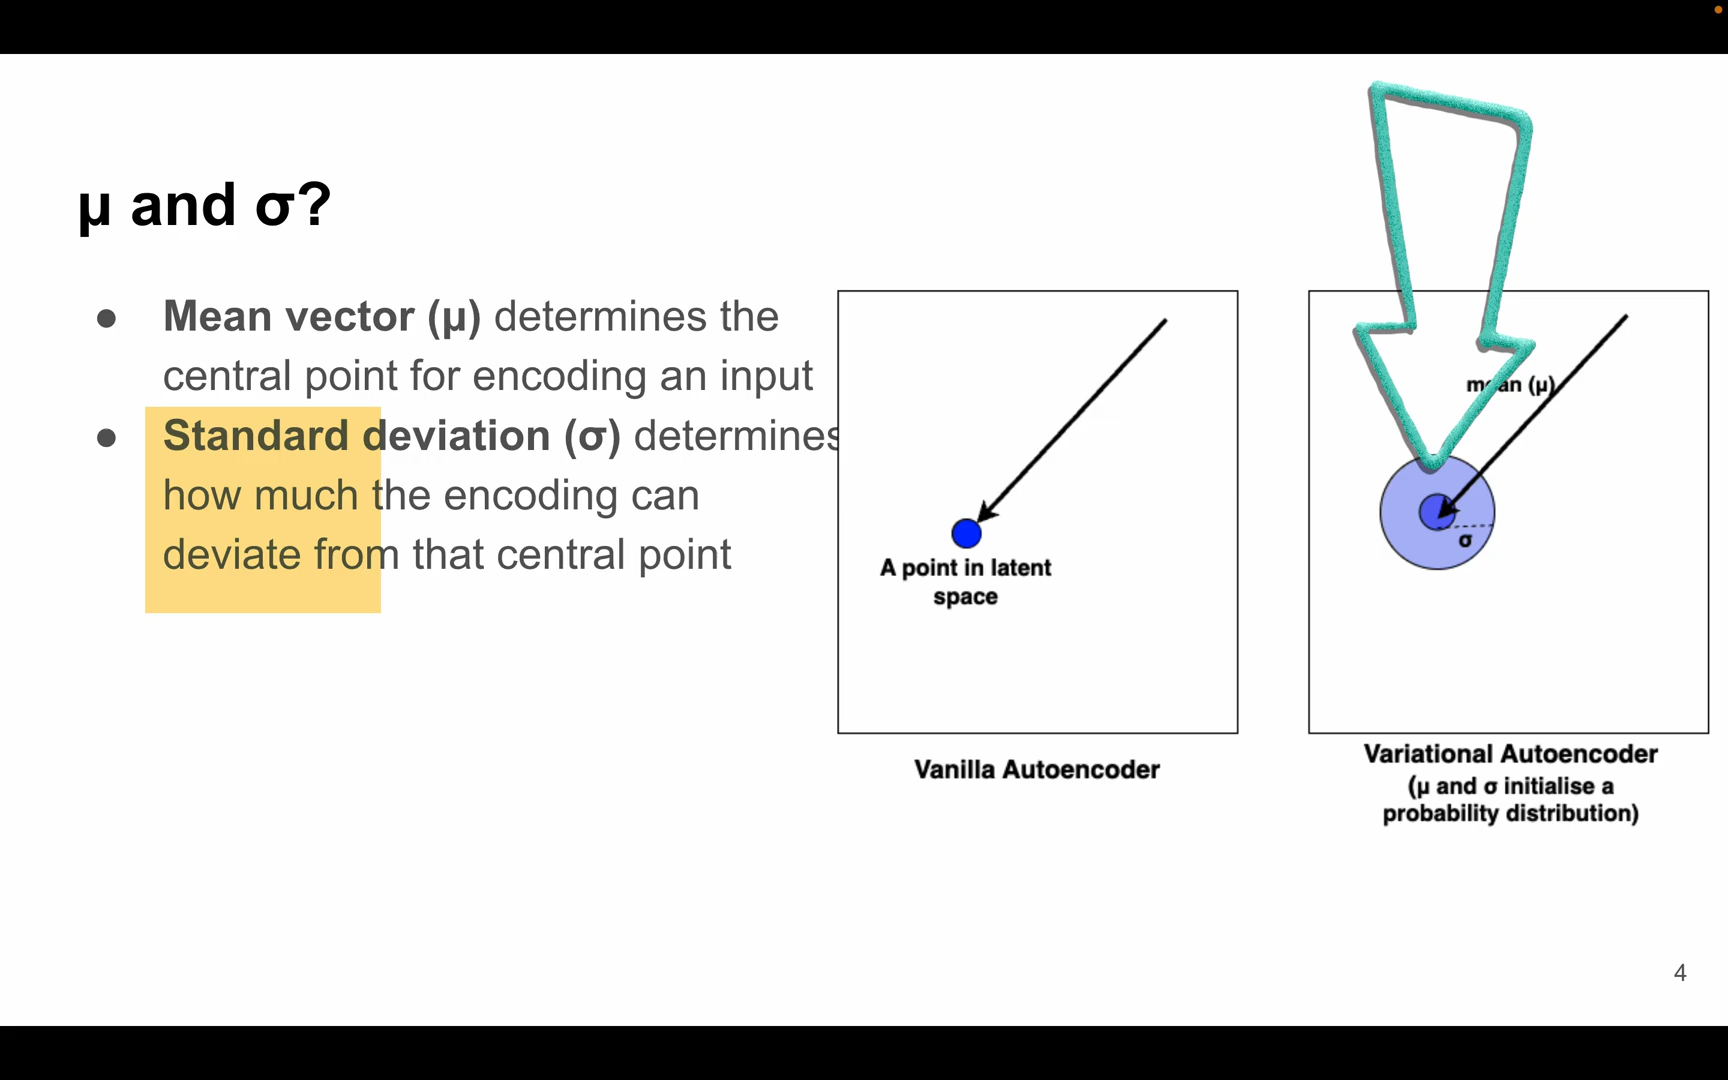 μ and σ?
● Mean vector (μ) determines the
central point for encoding an input
● Standard deviation (σ) determines
how much the encoding can
deviate from that central point
A point in latent
space
Vanilla Autoencoder
mean (μ)
σ
Variational Autoencoder
(μ and σ initialise a
probability distribution)
4